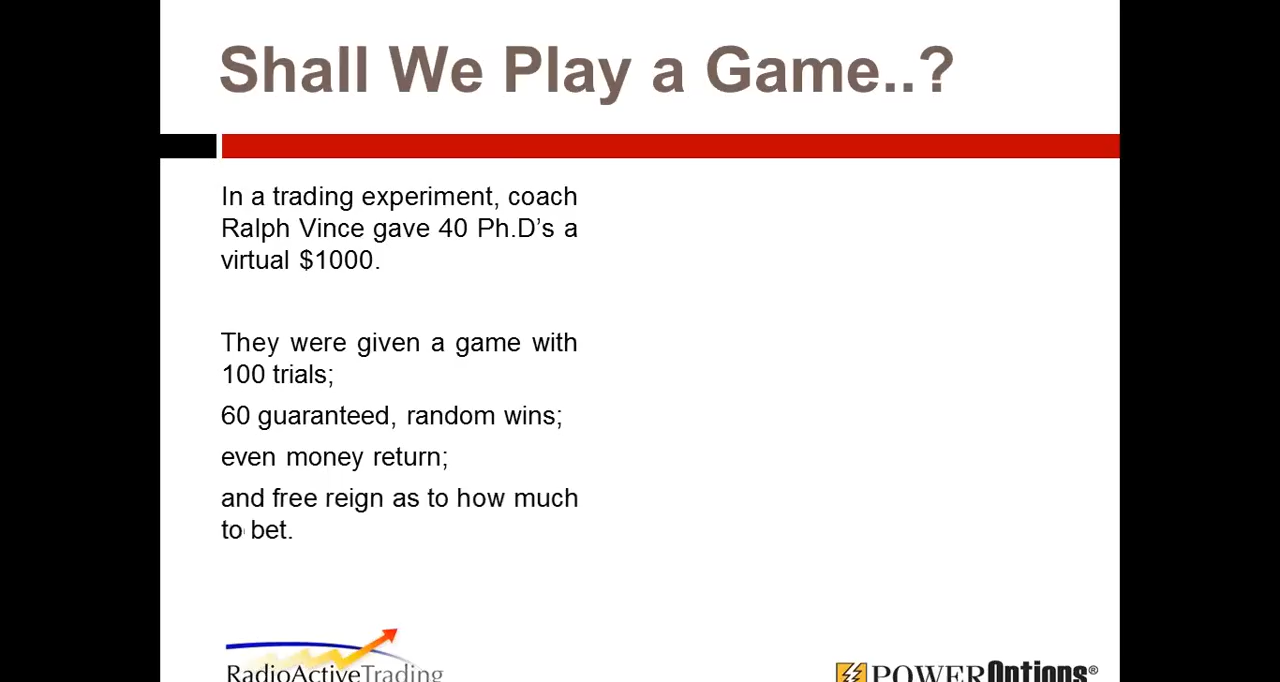 Shall We Play a Game..?
In a trading experiment, coach
Ralph Vince gave 40 Ph.D’s a
virtual $1000.
They were given a game with
100 trials;
60 guaranteed, random wins;
even money return;
and free reign as to how much
to bet.
RadioActiveTrading
POWEROptions®